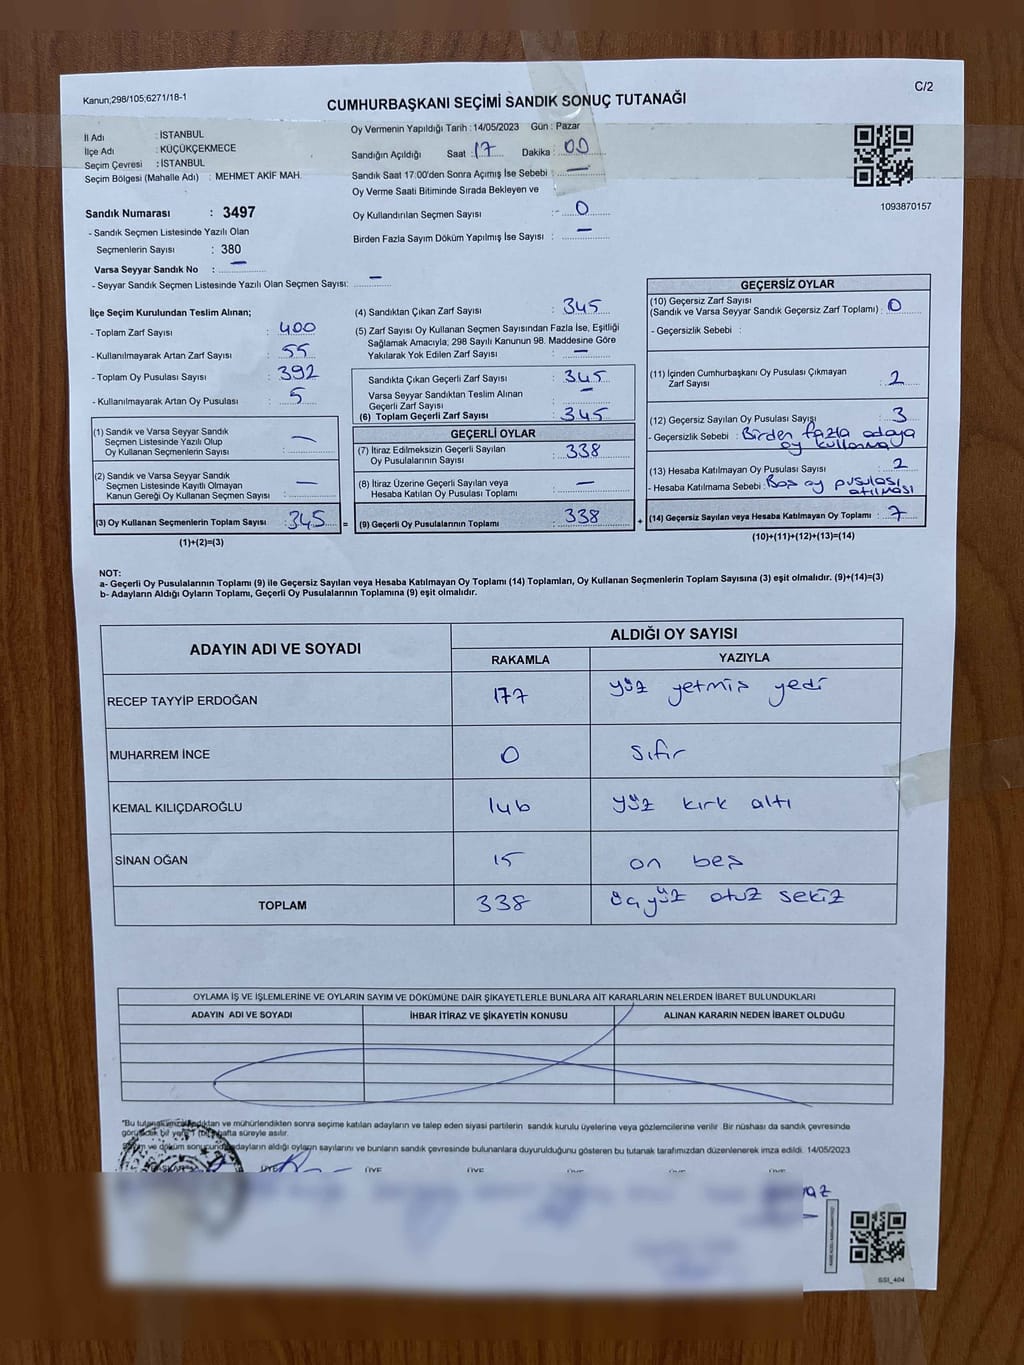 Kanun;298/105;6271/18-1
C/2
CUMHURBAŞKANI SEÇİMİ SANDIK SONUÇ TUTANAĞI
İl Adı : İSTANBUL
İlçe Adı : KÜÇÜKÇEKMECE
Seçim Çevresi : İSTANBUL
Seçim Bölgesi (Mahalle Adı) : MEHMET AKİF MAH.
Sandık Numarası : 3497
- Sandık Seçmen Listesinde Yazılı Olan
Seçmenlerin Sayısı : 380
Varsa Seyyar Sandık No : —
- Seyyar Sandık Seçmen Listesinde Yazılı Olan Seçmen Sayısı: —
Oy Vermenin Yapıldığı Tarih : 14/05/2023 Gün : Pazar
Sandığın Açıldığı Saat : 17 Dakika : 00
Sandık Saat 17:00'den Sonra Açımış İse Sebebi : —
Oy Verme Saati Bitiminde Sırada Bekleyen ve
Oy Kullandırılan Seçmen Sayısı :- 0
Birden Fazla Sayım Döküm Yapılmış İse Sayısı : —
1093870157
İlçe Seçim Kurulundan Teslim Alınan;
- Toplam Zarf Sayısı : 400
- Kullanılmayarak Artan Zarf Sayısı : 55
- Toplam Oy Pusulası Sayısı : 392
- Kullanılmayarak Artan Oy Pusulası : 5
(1) Sandık ve Varsa Seyyar Sandık
Seçmen Listesinde Yazılı Olup
Oy Kullanan Seçmenlerin Sayısı : —
(2) Sandık ve Varsa Seyyar Sandık
Seçmen Listesinde Kayıtlı Olmayan
Kanun Gereği Oy Kullanan Seçmen Sayısı : —
(3) Oy Kullanan Seçmenlerin Toplam Sayısı : 345 =
(1)+(2)=(3)
(4) Sandıktan Çıkan Zarf Sayısı : 345
(5) Zarf Sayısı Oy Kullanan Seçmen Sayısından Fazla İse, Eşitliği
Sağlamak Amacıyla, 298 Sayılı Kanunun 98. Maddesine Göre
Yakılarak Yok Edilen Zarf Sayısı : —
Sandıkta Çıkan Geçerli Zarf Sayısı : 345
Varsa Seyyar Sandıktan Teslim Alınan
Geçerli Zarf Sayısı : —
(6) Toplam Geçerli Zarf Sayısı : 345
GEÇERLİ OYLAR
(7) İtiraz Edilmeksizin Geçerli Sayılan
Oy Pusulalarının Sayısı : 338
(8) İtiraz Üzerine Geçerli Sayılan veya
Hesaba Katılan Oy Pusulası Toplamı : —
(9) Geçerli Oy Pusulalarının Toplamı : 338 +
GEÇERSİZ OYLAR
(10) Geçersiz Zarf Sayısı
(Sandık ve Varsa Seyyar Sandık Geçersiz Zarf Toplamı) : 0
- Geçersizlik Sebebi :
(11) İçinden Cumhurbaşkanı Oy Pusulası Çıkmayan
Zarf Sayısı : 2
(12) Geçersiz Sayılan Oy Pusulası Sayısı : 3
- Geçersizlik Sebebi : Birden fazla adaya
oy kullanma
(13) Hesaba Katılmayan Oy Pusulası Sayısı : 2
- Hesaba Katılmama Sebebi : Boş oy pusulası
atılması
(14) Geçersiz Sayılan veya Hesaba Katılmayan Oy Toplamı : 7
(10)+(11)+(12)+(13)=(14)
NOT:
a- Geçerli Oy Pusulalarının Toplamı (9) ile Geçersiz Sayılan veya Hesaba Katılmayan Oy Toplamı (14) Toplamları, Oy Kullanan Seçmenlerin Toplam Sayısına (3) eşit olmalıdır. (9)+(14)=(3)
b- Adayların Aldığı Oyların Toplamı, Geçerli Oy Pusulalarının Toplamına (9) eşit olmalıdır.
ADAYIN ADI VE SOYADI
ALDIĞI OY SAYISI
RAKAMLA YAZIYLA
RECEP TAYYİP ERDOĞAN 177 yüz yetmiş yedi
MUHARREM İNCE 0 sıfır
KEMAL KILIÇDAROĞLU 146 yüz kırk altı
SİNAN OĞAN 15 on beş
TOPLAM 338 üçyüz otuz sekiz
OYLAMA İŞ VE İŞLEMLERİNE VE OYLARIN SAYIM VE DÖKÜMÜNE DAİR ŞİKAYETLERLE BUNLARA AİT KARARLARIN NELERDEN İBARET BULUNDUKLARI
ADAYIN ADI VE SOYADI İHBAR İTİRAZ VE ŞİKAYETİN KONUSU ALINAN KARARIN NEDEN İBARET OLDUĞU
"Bu tutanak imzalandıktan ve mühürlendikten sonra seçime katılan adayların ve talep eden siyasi partilerin sandık kurulu üyelerine veya gözlemcilerine verilir. Bir nüshası da sandık çevresinde
bir hafta süreyle asılır.
ve döküm sonucunda adayların aldığı oyların sayılarını ve bunların sandık çevresinde bulunanlara duyurulduğunu gösteren bu tutanak tarafımızdan düzenlenerek imza edildi. 14/05/2023
BAŞKAN ÜYE ÜYE ÜYE ÜYE ÜYE ÜYE
GSI_404